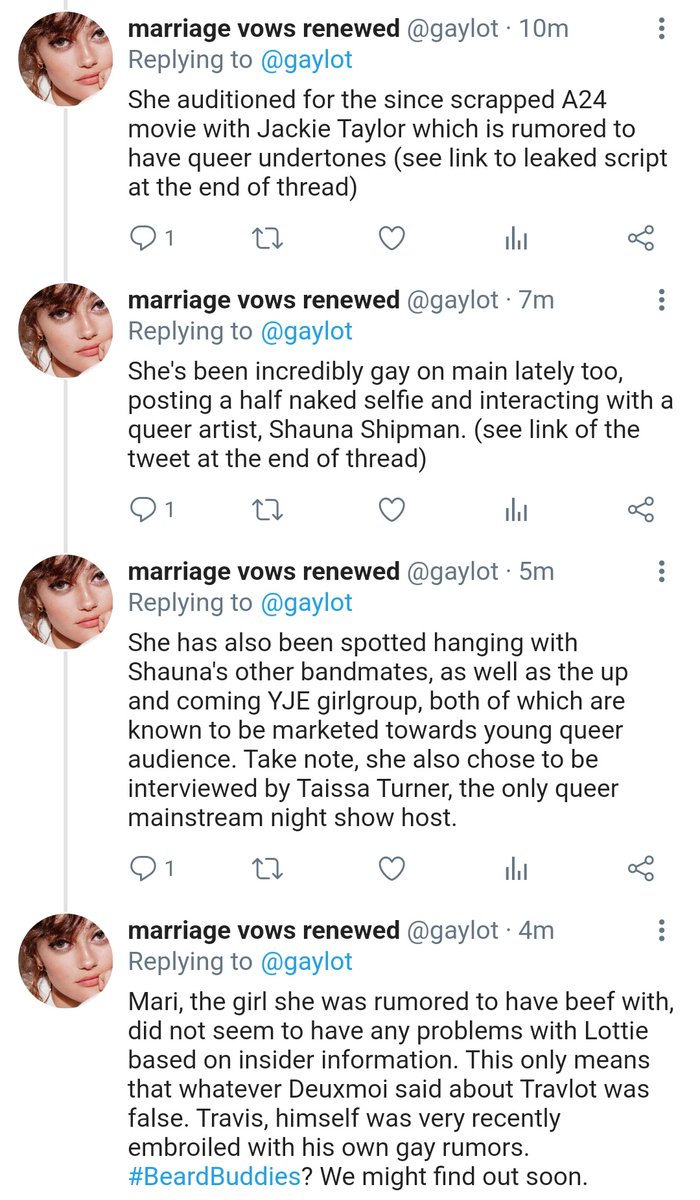 marriage vows renewed @gaylot · 10m
Replying to @gaylot
She auditioned for the since scrapped A24
movie with Jackie Taylor which is rumored to
have queer undertones (see link to leaked script
at the end of thread)
1
marriage vows renewed @gaylot · 7m
Replying to @gaylot
She's been incredibly gay on main lately too,
posting a half naked selfie and interacting with a
queer artist, Shauna Shipman. (see link of the
tweet at the end of thread)
1
marriage vows renewed @gaylot · 5m
Replying to @gaylot
She has also been spotted hanging with
Shauna's other bandmates, as well as the up
and coming YJE girlgroup, both of which are
known to be marketed towards young queer
audience. Take note, she also chose to be
interviewed by Taissa Turner, the only queer
mainstream night show host.
1
marriage vows renewed @gaylot · 4m
Replying to @gaylot
Mari, the girl she was rumored to have beef with,
did not seem to have any problems with Lottie
based on insider information. This only means
that whatever Deuxmoi said about Travlot was
false. Travis, himself was very recently
embroiled with his own gay rumors.
#BeardBuddies? We might find out soon.